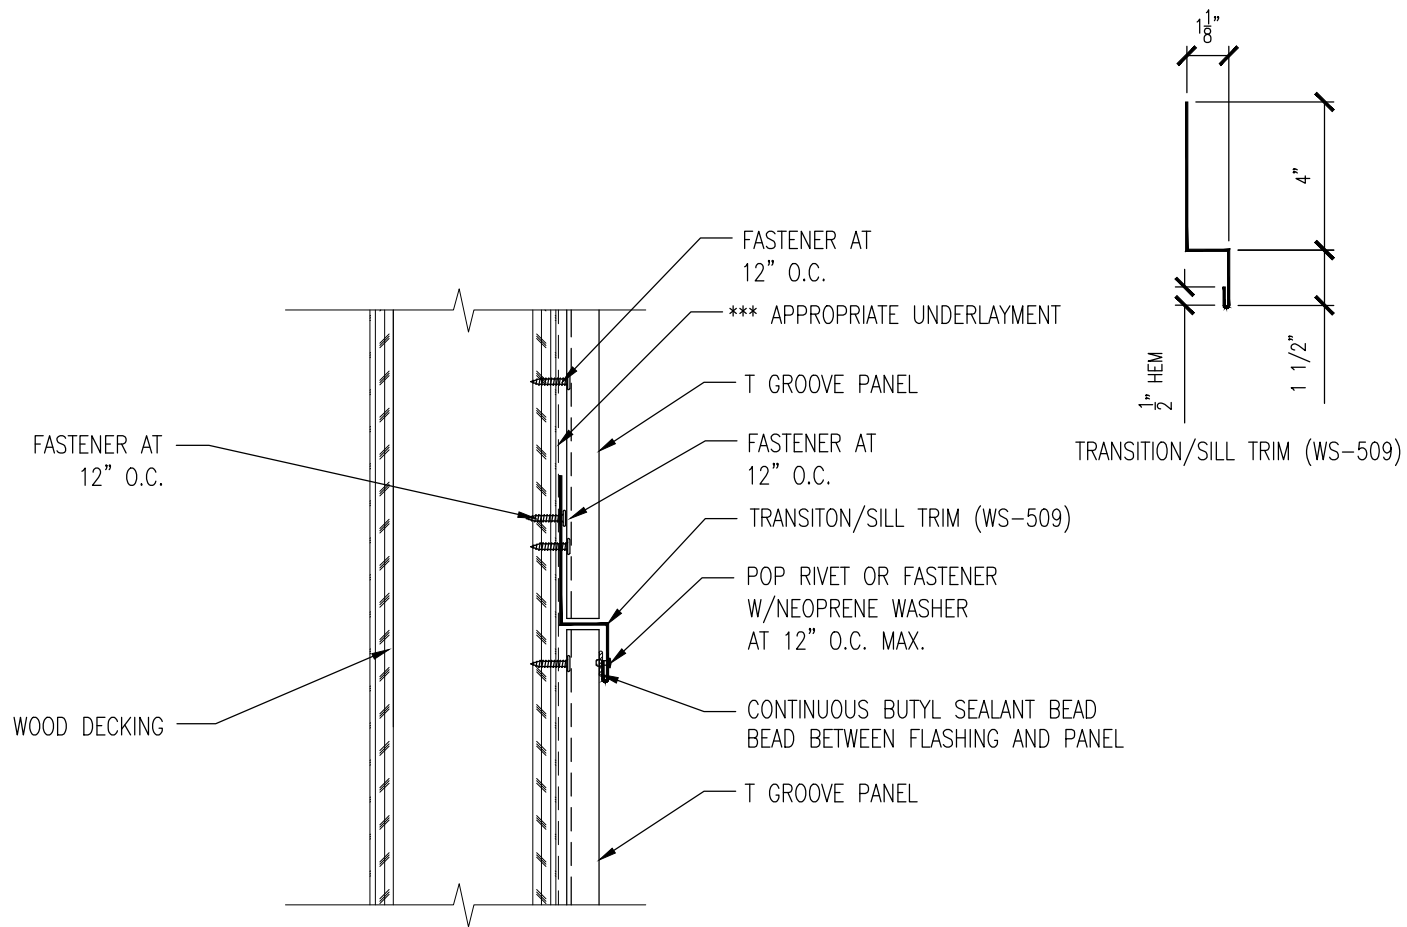 1 1/8"
4"
1/2" HEM
1 1/2"
TRANSITION/SILL TRIM (WS-509)
FASTENER AT
12" O.C.
*** APPROPRIATE UNDERLAYMENT
T GROOVE PANEL
FASTENER AT
12" O.C.
FASTENER AT
12" O.C.
TRANSITON/SILL TRIM (WS-509)
POP RIVET OR FASTENER
W/NEOPRENE WASHER
AT 12" O.C. MAX.
WOOD DECKING
CONTINUOUS BUTYL SEALANT BEAD
BEAD BETWEEN FLASHING AND PANEL
T GROOVE PANEL